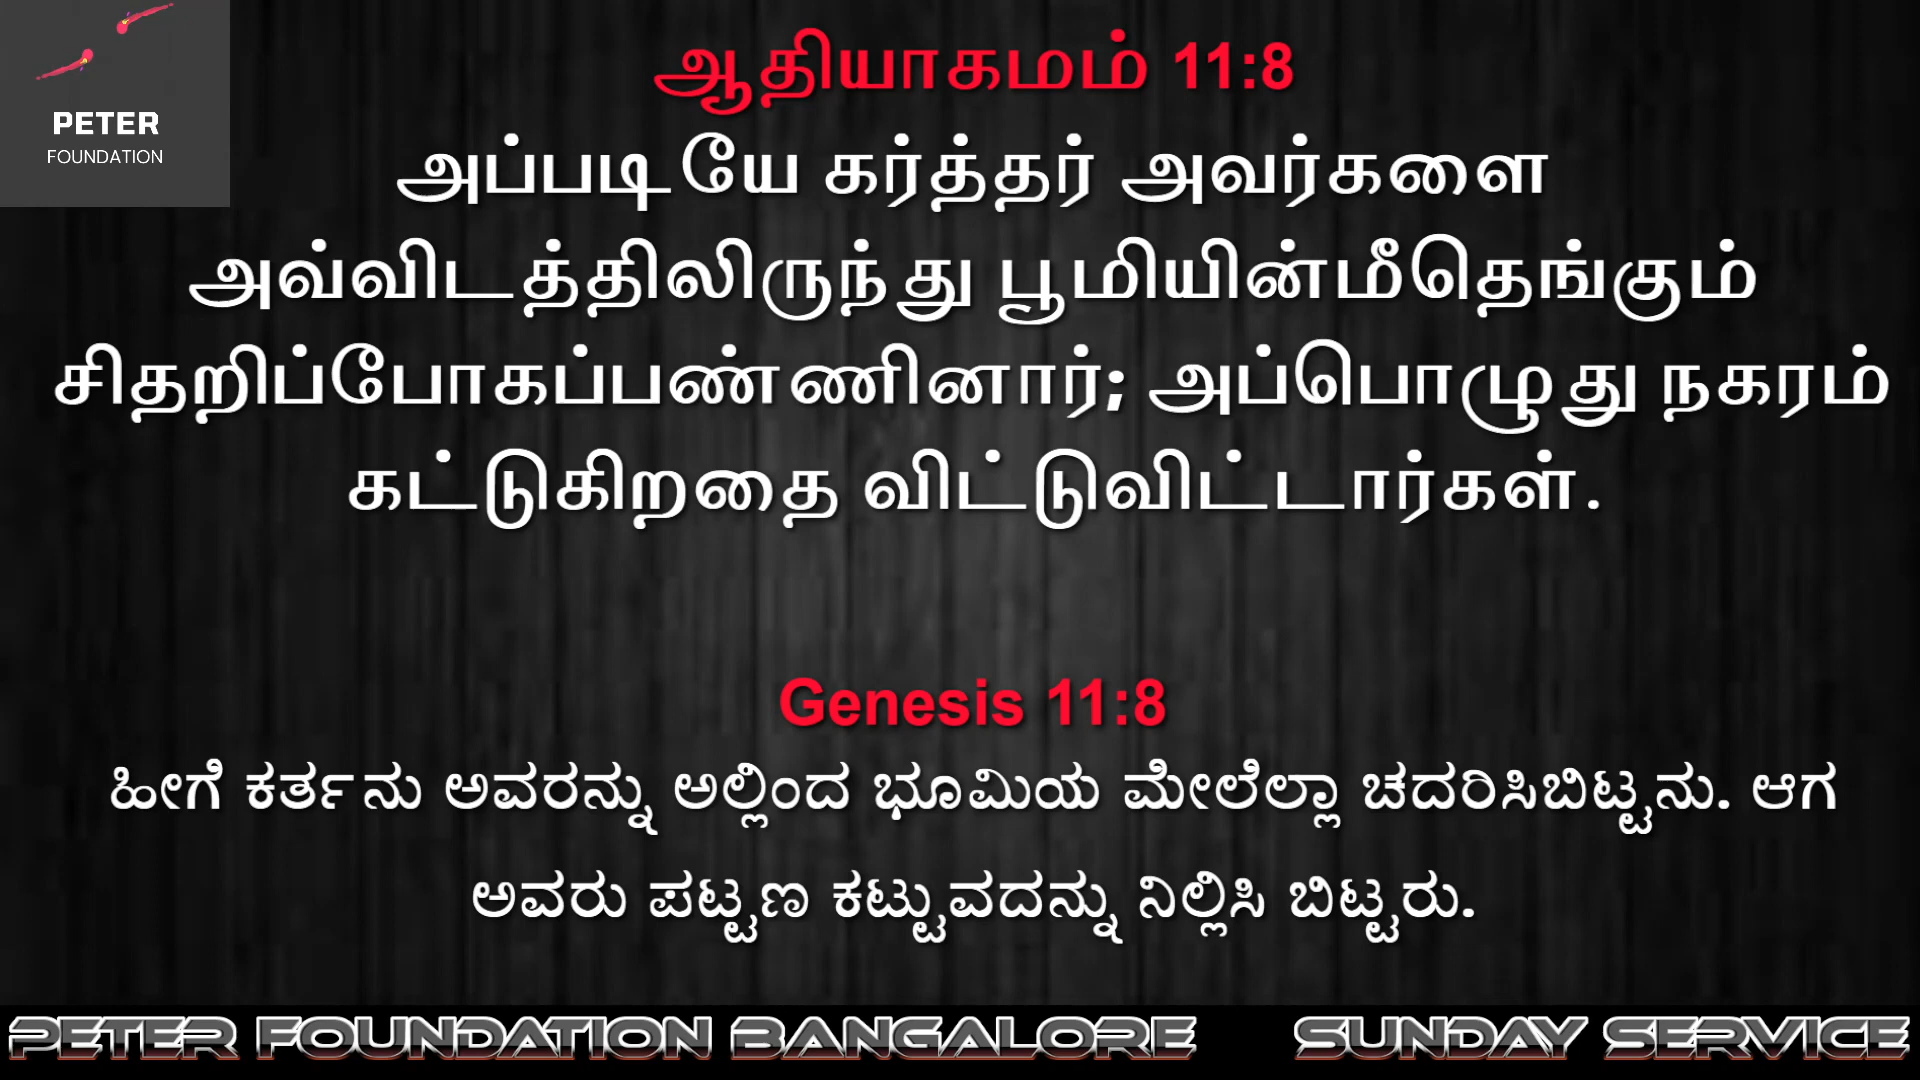 PETER
FOUNDATION
ஆதியாகமம் 11:8
அப்படியே கர்த்தர் அவர்களை
அவ்விடத்திலிருந்து பூமியின்மீதெங்கும்
சிதறிப்போகப்பண்ணினார்; அப்பொழுது நகரம்
கட்டுகிறதை விட்டுவிட்டார்கள்.
Genesis 11:8
ಹೀಗೆ ಕರ್ತನು ಅವರನ್ನು ಅಲ್ಲಿಂದ ಭೂಮಿಯ ಮೇಲೆಲ್ಲಾ ಚದರಿಸಿಬಿಟ್ಟನು. ಆಗ
ಅವರು ಪಟ್ಟಣ ಕಟ್ಟುವದನ್ನು ನಿಲ್ಲಿಸಿ ಬಿಟ್ಟರು.
PETER FOUNDATION BANGALORE SUNDAY SERVICE